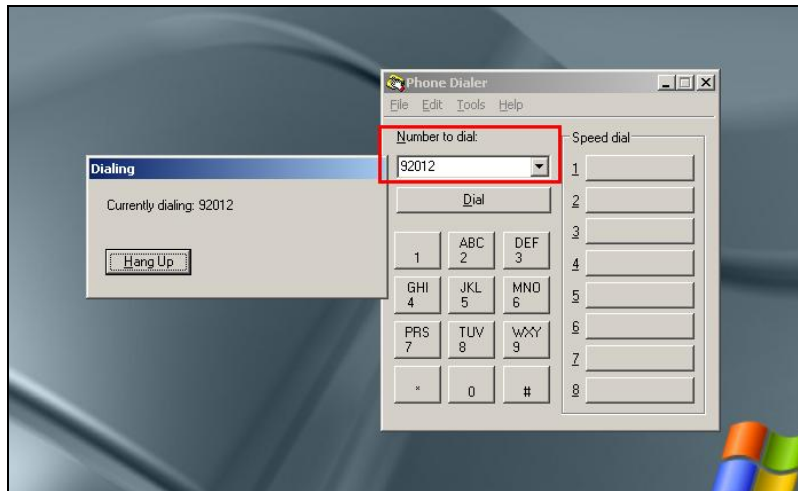 Phone Dialer
File Edit Tools Help
Number to dial:
92012
Dial
1
ABC
2
DEF
3
GHI
4
JKL
5
MNO
6
PRS
7
TUV
8
WXY
9
*
0
#
Speed dial
1
2
3
4
5
6
7
8
Dialing
Currently dialing: 92012
Hang Up